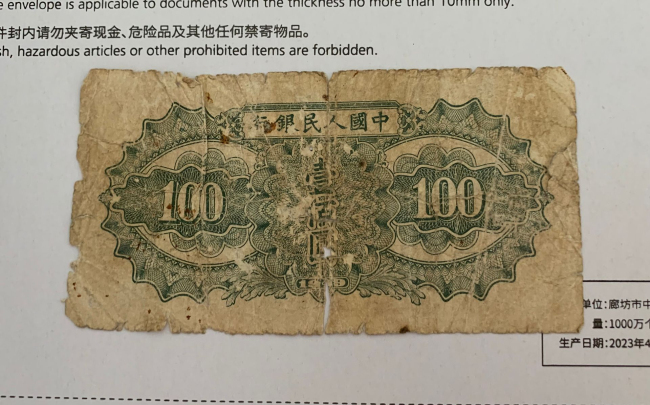 e envelope is applicable to documents with the thickness no more than 10mm only.
件封内请勿夹寄现金、危险品及其他任何禁寄物品。
sh, hazardous articles or other prohibited items are forbidden.
行銀民人國中
100
100
单位:廊坊市中
量:1000万个
生产日期:2023年4